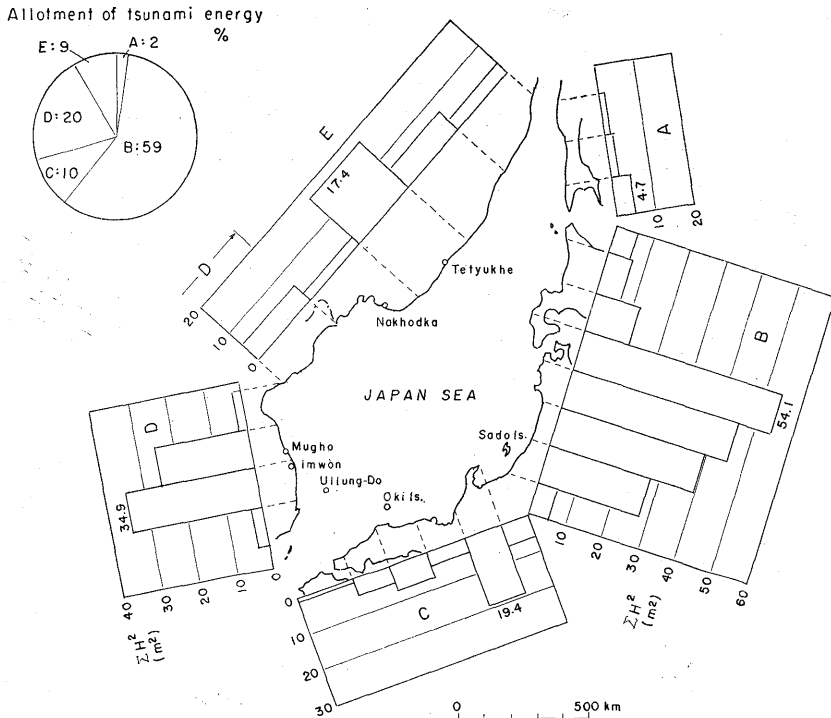 Allotment of tsunami energy
%
E:9
A:2
D:20
B:59
C:10
E
17.4
D
20
10
0
A
4.7
10
20
Tetyukhe
Nakhodka
B
54.1
JAPAN SEA
Sado Is.
D
34.9
Mugho
imwon
Ullung-Do
Oki Is.
0
10
20
30
40
ΣH²
(m²)
10
20
30
40
50
60
ΣH²
(m²)
C
19.4
0
10
20
30
0 500 km